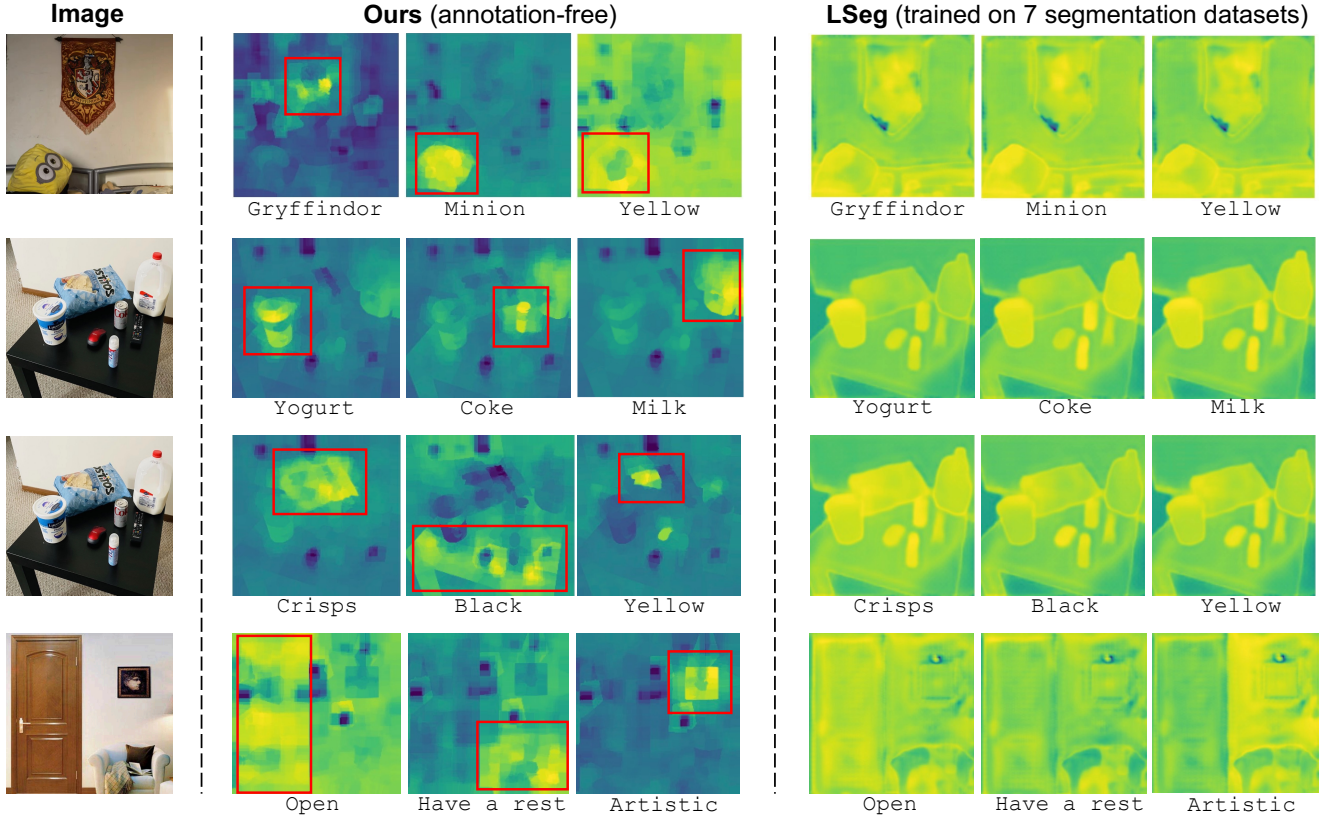 Image
Ours (annotation-free)
LSeg (trained on 7 segmentation datasets)
Gryffindor Minion Yellow
Gryffindor Minion Yellow
Yogurt Coke Milk
Yogurt Coke Milk
Crisps Black Yellow
Crisps Black Yellow
Open Have a rest Artistic
Open Have a rest Artistic